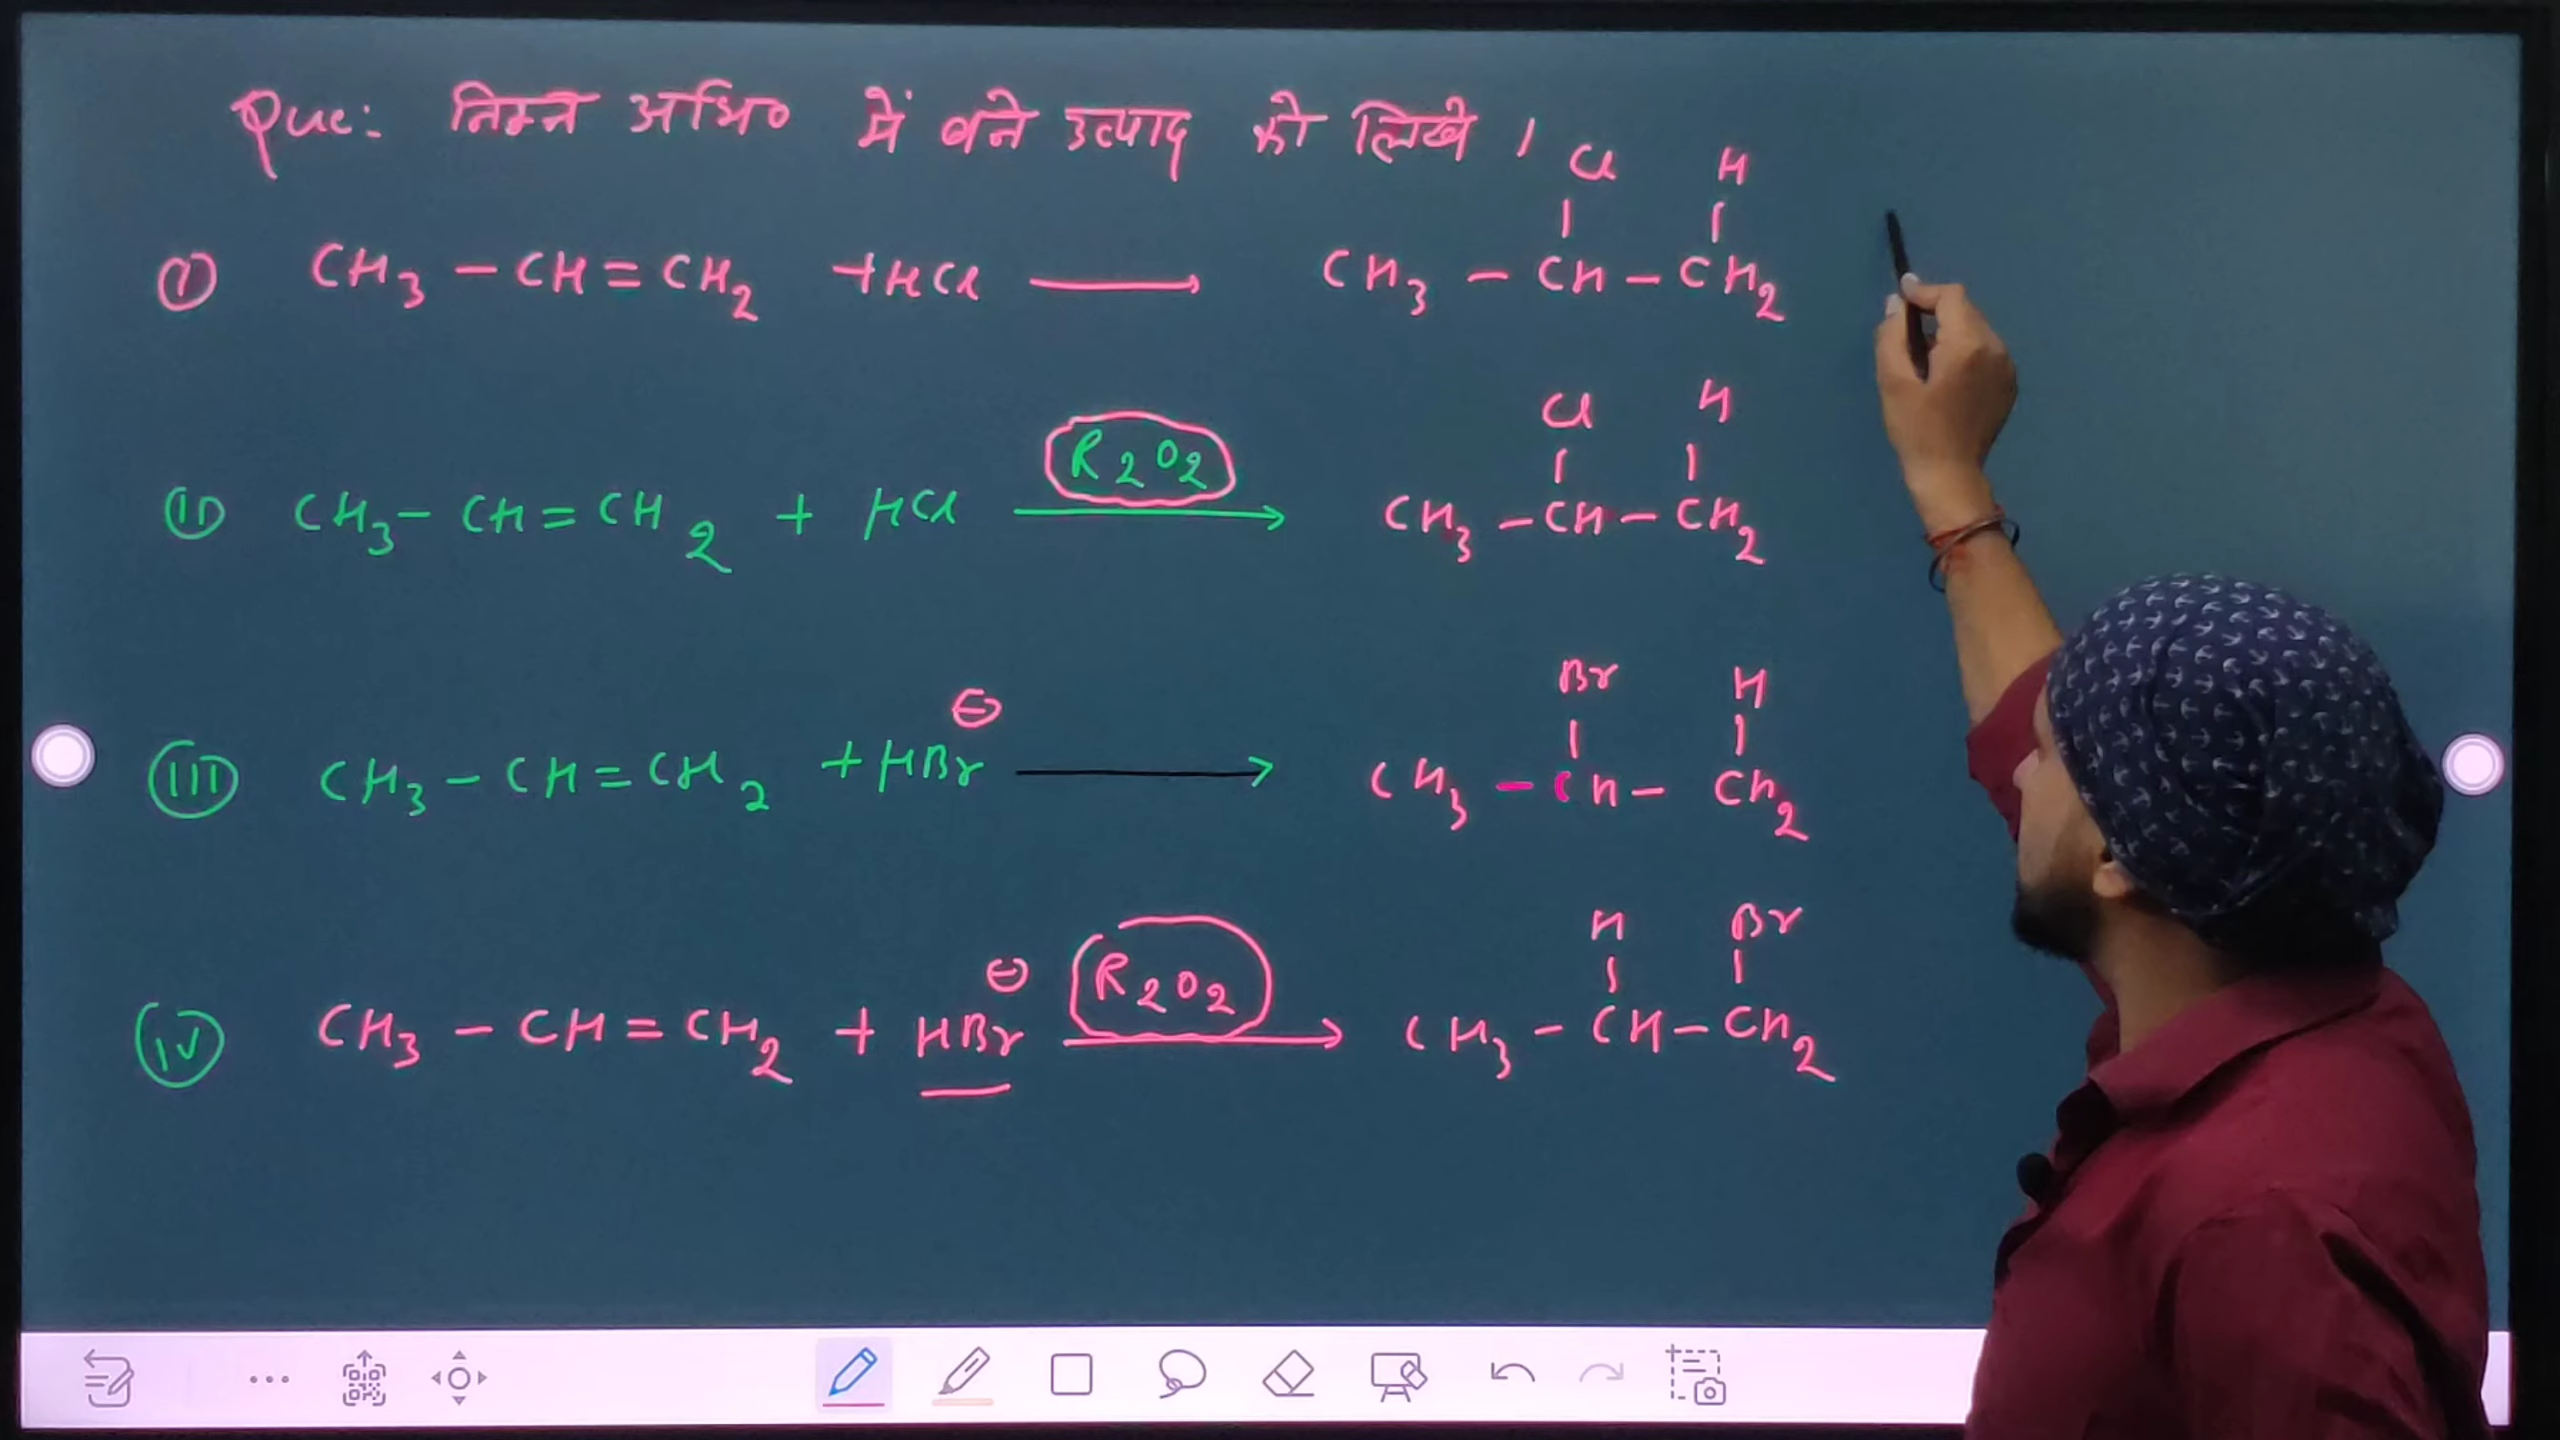 Que:- निम्न अभि० में बने उत्पाद को लिखे ।
Cl H
(I) CH3 - CH = CH2 + HCl ⟶ CH3 - CH - CH2
Cl H
R2O2
(II) CH3 - CH = CH2 + HCl ⟶ CH3 - CH - CH2
Br H
⊖
(III) CH3 - CH = CH2 + HBr ⟶ CH3 - CH - CH2
H Br
⊖ R2O2
(IV) CH3 - CH = CH2 + HBr ⟶ CH3 - CH - CH2